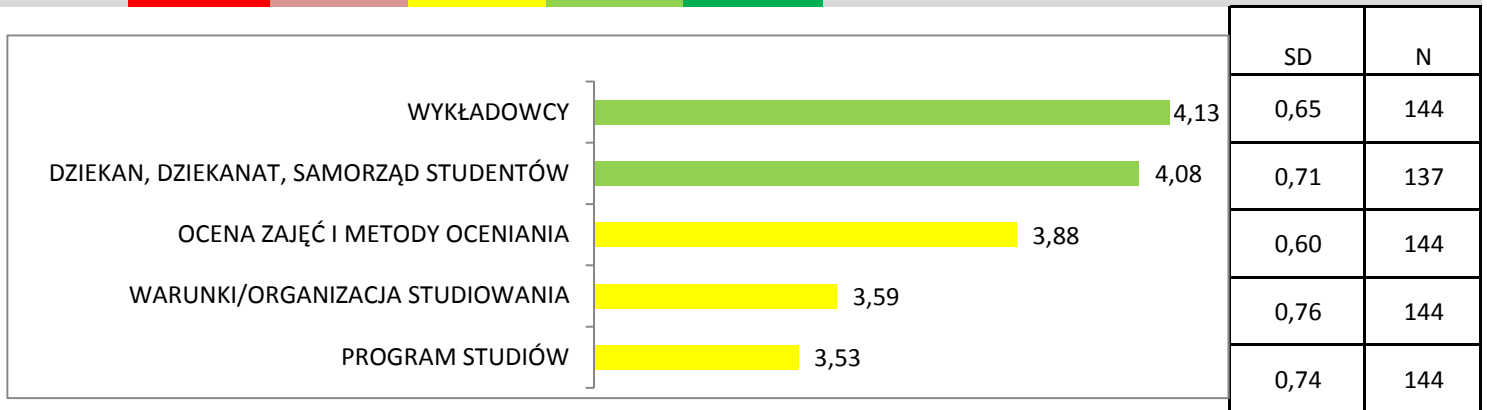 SD N
WYKŁADOWCY 4,13 0,65 144
DZIEKAN, DZIEKANAT, SAMORZĄD STUDENTÓW 4,08 0,71 137
OCENA ZAJĘĆ I METODY OCENIANIA 3,88 0,60 144
WARUNKI/ORGANIZACJA STUDIOWANIA 3,59 0,76 144
PROGRAM STUDIÓW 3,53 0,74 144